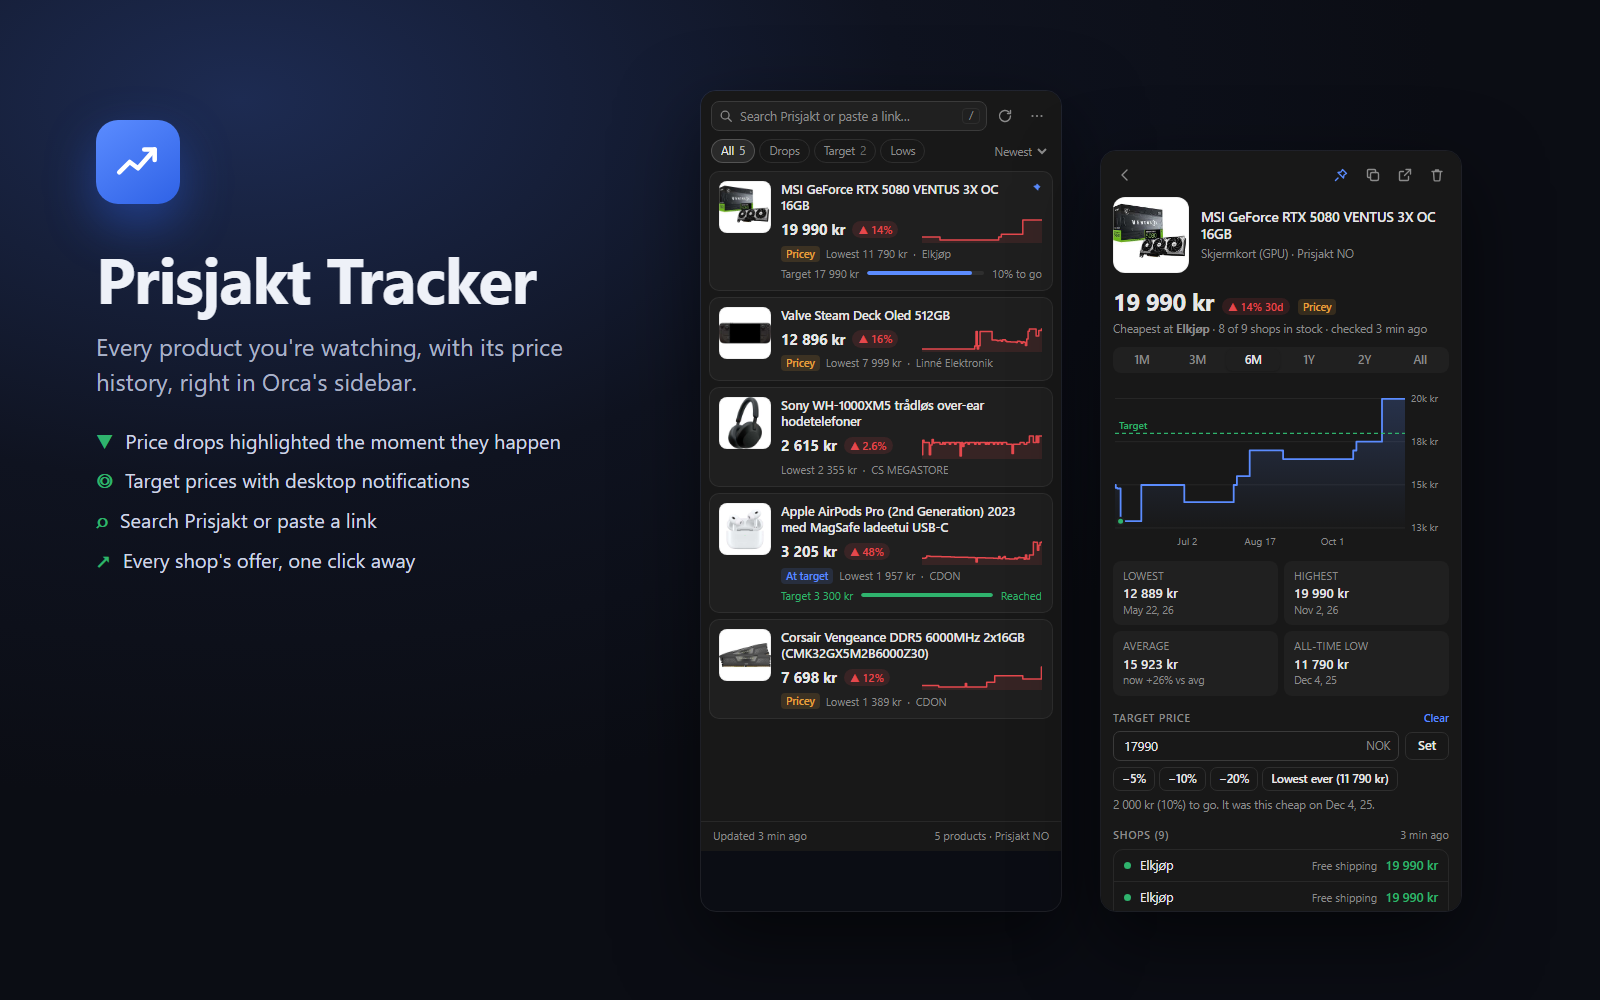 Prisjakt Tracker
Every product you're watching, with its price
history, right in Orca's sidebar.
Price drops highlighted the moment they happen
Target prices with desktop notifications
Search Prisjakt or paste a link
Every shop's offer, one click away
Search Prisjakt or paste a link... /
All 5 Drops Target 2 Lows Newest
MSI GeForce RTX 5080 VENTUS 3X OC
16GB
19 990 kr ▲ 14%
Pricey Lowest 11 790 kr · Elkjøp
Target 17 990 kr 10% to go
Valve Steam Deck Oled 512GB
12 896 kr ▲ 16%
Pricey Lowest 7 999 kr · Linné Elektronik
Sony WH-1000XM5 trådløs over-ear
hodetelefoner
2 615 kr ▲ 2.6%
Lowest 2 355 kr · CS MEGASTORE
Apple AirPods Pro (2nd Generation) 2023
med MagSafe ladeetui USB-C
3 205 kr ▲ 48%
At target Lowest 1 957 kr · CDON
Target 3 300 kr Reached
Corsair Vengeance DDR5 6000MHz 2x16GB
(CMK32GX5M2B6000Z30)
7 698 kr ▲ 12%
Pricey Lowest 1 389 kr · CDON
Updated 3 min ago 5 products · Prisjakt NO
MSI GeForce RTX 5080 VENTUS 3X OC
16GB
Skjermkort (GPU) · Prisjakt NO
19 990 kr ▲ 14% 30d Pricey
Cheapest at Elkjøp · 8 of 9 shops in stock · checked 3 min ago
1M 3M 6M 1Y 2Y All
20k kr
Target
18k kr
15k kr
13k kr
Jul 2 Aug 17 Oct 1
LOWEST
12 889 kr
May 22, 26
HIGHEST
19 990 kr
Nov 2, 26
AVERAGE
15 923 kr
now +26% vs avg
ALL-TIME LOW
11 790 kr
Dec 4, 25
TARGET PRICE Clear
17990 NOK Set
−5% −10% −20% Lowest ever (11 790 kr)
2 000 kr (10%) to go. It was this cheap on Dec 4, 25.
SHOPS (9) 3 min ago
Elkjøp Free shipping 19 990 kr
Elkjøp Free shipping 19 990 kr